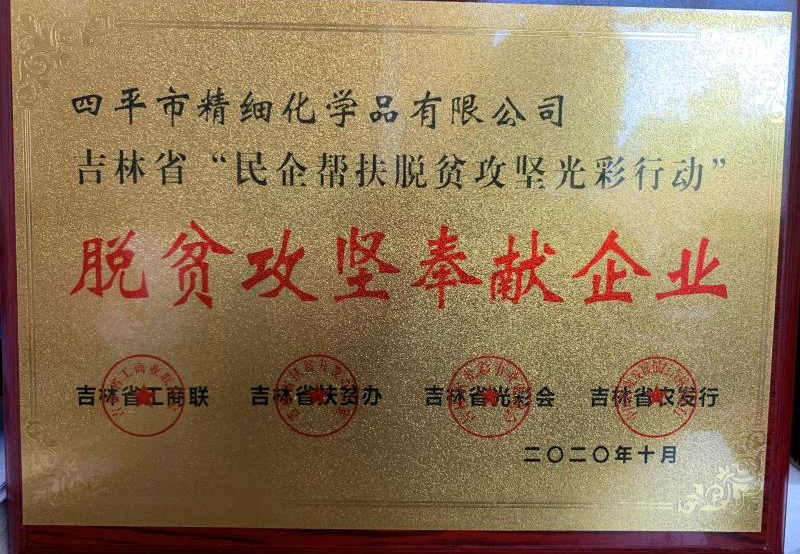 四平市精细化学品有限公司
吉林省“民企帮扶脱贫攻坚光彩行动”
脱贫攻坚奉献企业
吉林省工商联 吉林省扶贫办 吉林省光彩会 吉林省农发行
二〇二〇年十月